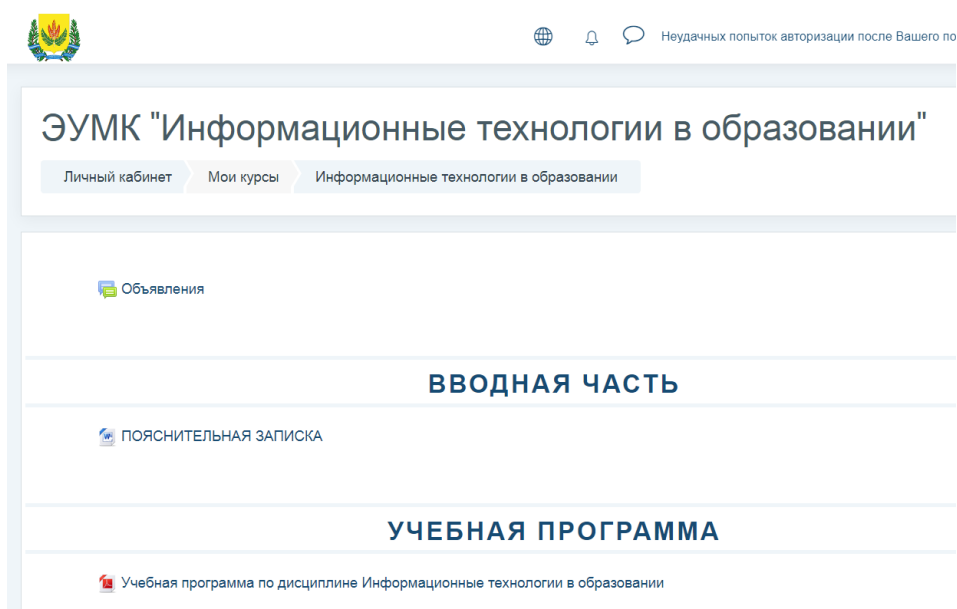 Неудачных попыток авторизации после Вашего
ЭУМК "Информационные технологии в образовании"
Личный кабинет Мои курсы Информационные технологии в образовании
Объявления
ВВОДНАЯ ЧАСТЬ
ПОЯСНИТЕЛЬНАЯ ЗАПИСКА
УЧЕБНАЯ ПРОГРАММА
Учебная программа по дисциплине Информационные технологии в образовании